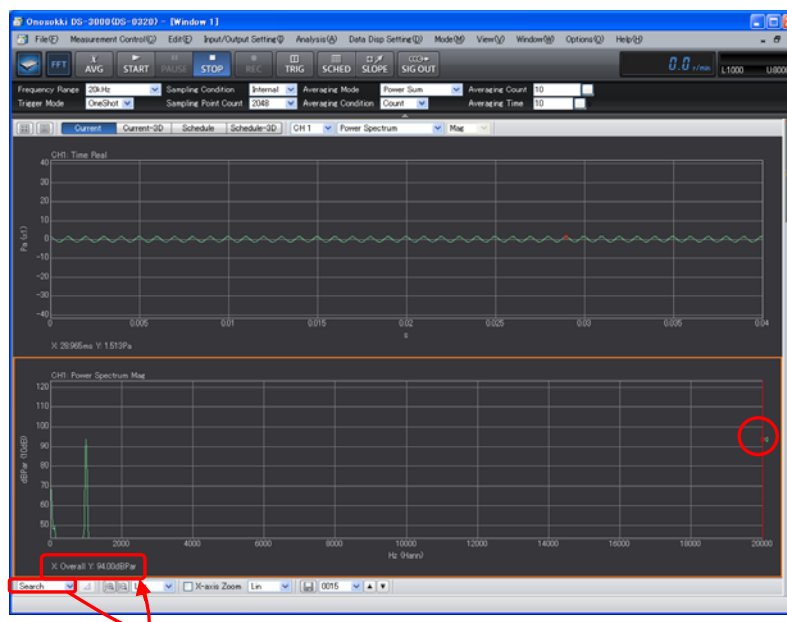 Onosokki DS-3000(DS-0320) - [Window 1]
File(F) Measurement Control(C) Edit(E) Input/Output Setting(I) Analysis(A) Data Disp Setting(D) Mode(M) View(V) Window(W) Options(O) Help(H)
FFT AVG START PAUSE STOP REC TRIG SCHED SLOPE SIG OUT 0.0 r/min L1000
Frequency Range 20kHz Sampling Condition Internal Averaging Mode Power Sum Averaging Count 10
Trigger Mode OneShot Sampling Point Count 2048 Averaging Condition Count Averaging Time 10
Current Current-3D Schedule Schedule-3D CH 1 Power Spectrum Mag
CH1: Time Real
40
30
20
10
0
-10
-20
-30
-40
Pa (x1)
0 0.005 0.01 0.015 0.02 0.025 0.03 0.035 0.04
s
X: 28.965ms Y: 1.513Pa
CH1: Power Spectrum Mag
120
110
100
90
80
70
60
50
dBPar (10dB)
0 2000 4000 6000 8000 10000 12000 14000 16000 18000 20000
Hz (Hann)
X: Overall Y: 94.00dBPar
Search X-axis Zoom Lin 0015